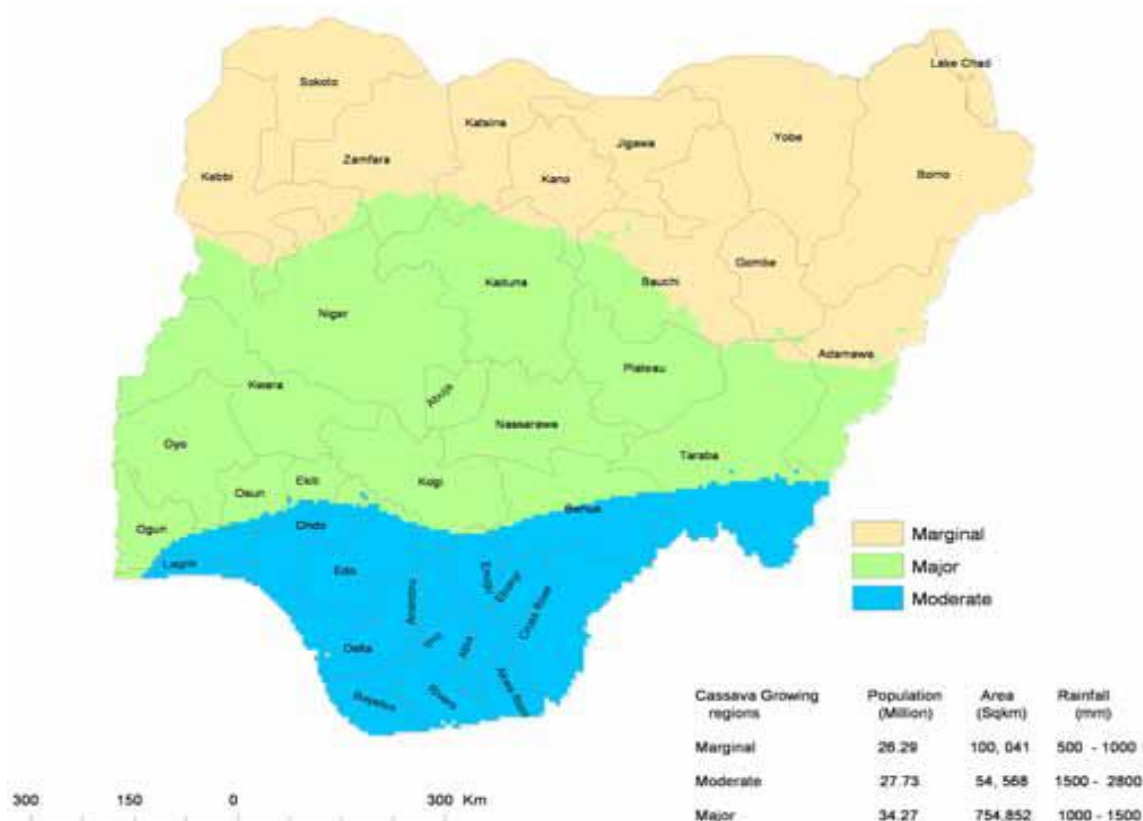 Lake Chad
Sokoto
Katsina
Yobe
Jigawa
Zamfara
Kebbi
Kano
Borno
Gombe
Bauchi
Kaduna
Niger
Adamawa
Plateau
Kwara
Abuja
Nassarawa
Oyo
Taraba
Ekiti
Kogi
Osun
Benue
Ogun
Ondo
Marginal
Lagos
Edo
Major
Enugu
Ebonyi
Moderate
Anambra
Cross River
Imo
Abia
Delta
Bayelsa
Rivers
Akwa Ibom
Cassava Growing Population Area Rainfall
regions (Million) (Sqkm) (mm)
Marginal 26.29 100, 041 500 - 1000
Moderate 27.73 54, 568 1500 - 2800
Major 34.27 754,852 1000 - 1500
300 150 0 300 Km